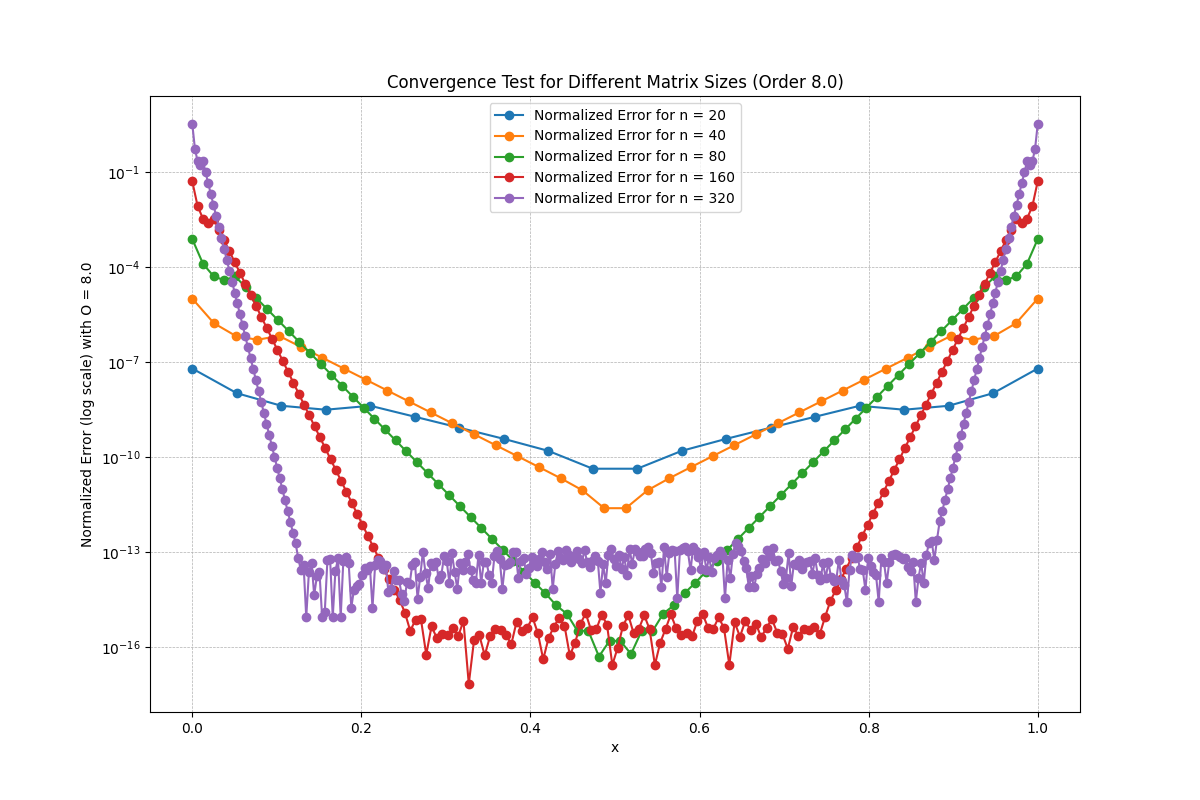 Convergence Test for Different Matrix Sizes (Order 8.0)
Normalized Error for n = 20
Normalized Error for n = 40
Normalized Error for n = 80
Normalized Error for n = 160
Normalized Error for n = 320
Normalized Error (log scale) with O = 8.0
10⁻¹
10⁻⁴
10⁻⁷
10⁻¹⁰
10⁻¹³
10⁻¹⁶
0.0 0.2 0.4 0.6 0.8 1.0
x